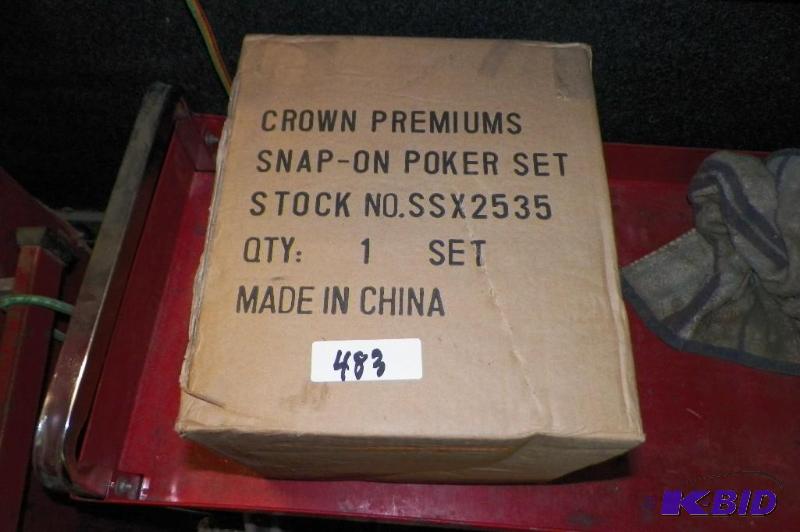 CROWN PREMIUMS
SNAP-ON POKER SET
STOCK NO.SSX2535
QTY: 1 SET
MADE IN CHINA
483
K-BID